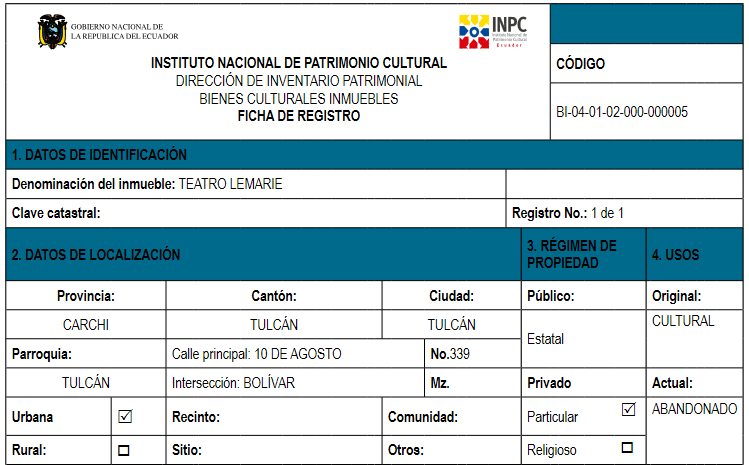 GOBIERNO NACIONAL DE
LA REPUBLICA DEL ECUADOR
INPC
Instituto Nacional de
Patrimonio Cultural
Ecuador
INSTITUTO NACIONAL DE PATRIMONIO CULTURAL
DIRECCIÓN DE INVENTARIO PATRIMONIAL
BIENES CULTURALES INMUEBLES
FICHA DE REGISTRO
CÓDIGO
BI-04-01-02-000-000005
1. DATOS DE IDENTIFICACIÓN
Denominación del inmueble: TEATRO LEMARIE
Clave catastral: Registro No.: 1 de 1
2. DATOS DE LOCALIZACIÓN
3. RÉGIMEN DE
PROPIEDAD
4. USOS
Provincia: Cantón: Ciudad: Público: Original:
CARCHI TULCÁN TULCÁN Estatal CULTURAL
Parroquia: Calle principal: 10 DE AGOSTO No.339
TULCÁN Intersección: BOLÍVAR Mz. Privado Actual:
Urbana ☑ Recinto: Comunidad: Particular ☑ ABANDONADO
Rural: ☐ Sitio: Otros: Religioso ☐